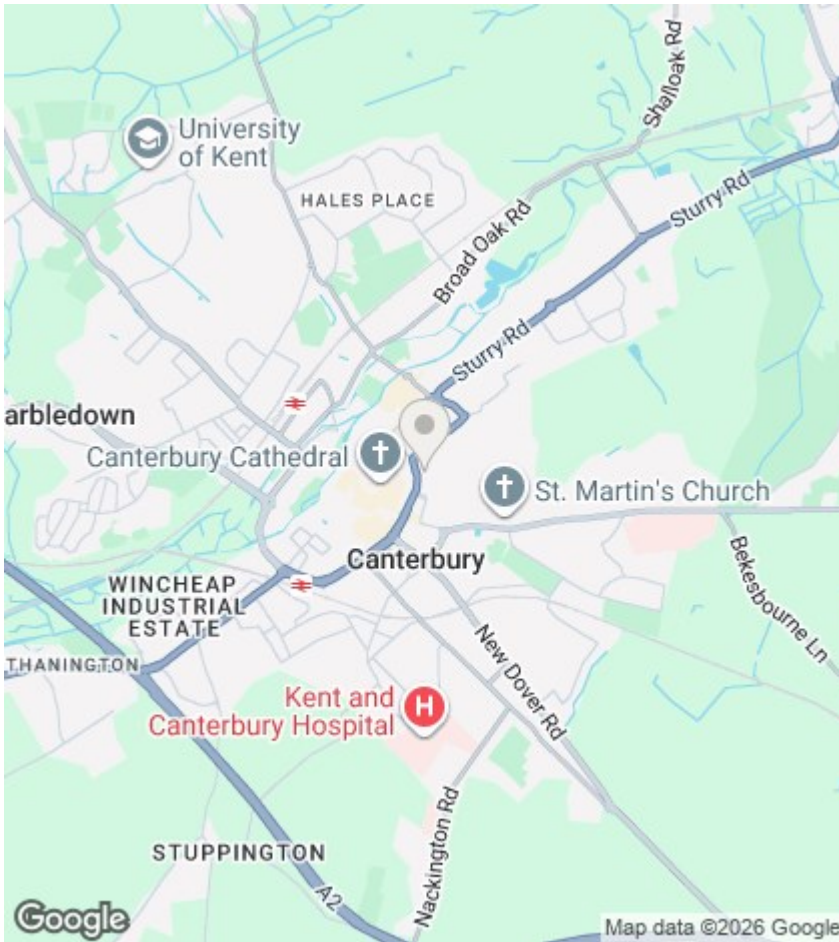 Shalloak Rd
University
of Kent
HALES PLACE
Broad Oak Rd
Sturry Rd
Sturry Rd
arbledown
Canterbury Cathedral
St. Martin's Church
Canterbury
WINCHEAP
INDUSTRIAL
ESTATE
Bekesbourne Ln
THANINGTON
New Dover Rd
Kent and
Canterbury Hospital
H
Nackington Rd
STUPPINGTON
A2
Google
Map data ©2026 Google